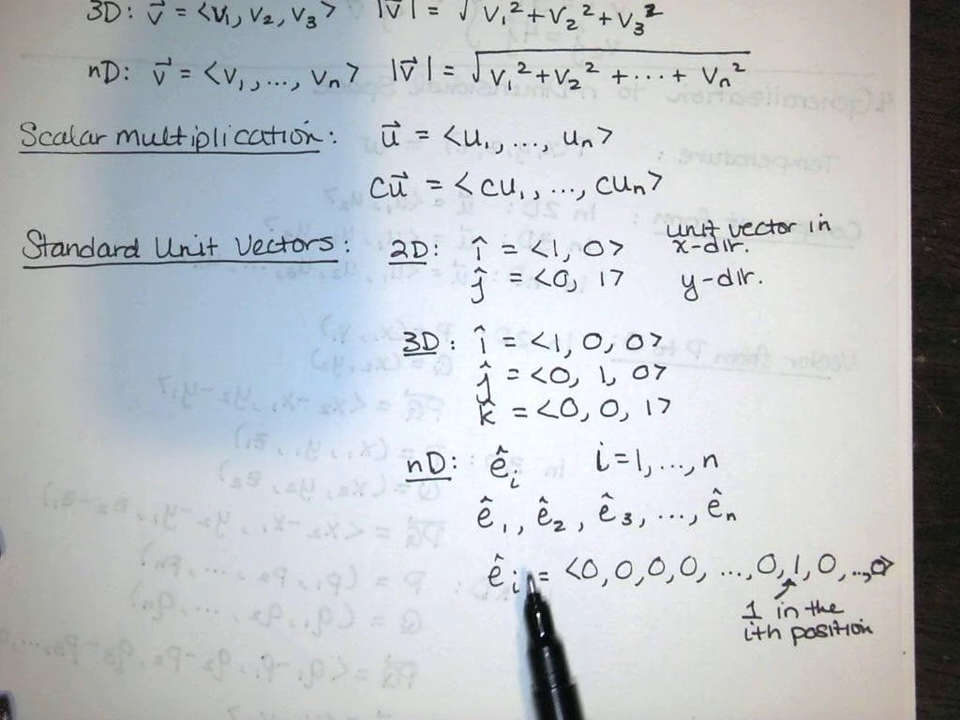 3D: v⃗ = <v₁, v₂, v₃> |v⃗| = √(v₁² + v₂² + v₃²)
nD: v⃗ = <v₁, ..., vₙ> |v⃗| = √(v₁² + v₂² + ··· + vₙ²)
Scalar multiplication: u⃗ = <u₁, ..., uₙ>
cu⃗ = <cu₁, ..., cuₙ>
Standard Unit Vectors: 2D: î = <1, 0> unit vector in x-dir.
ĵ = <0, 1> y-dir.
3D: î = <1, 0, 0>
ĵ = <0, 1, 0>
k̂ = <0, 0, 1>
nD: êᵢ i = 1, ..., n
ê₁, ê₂, ê₃, ..., êₙ
êᵢ = <0, 0, 0, 0, ..., 0, 1, 0, .., 0>
1 in the
ith position